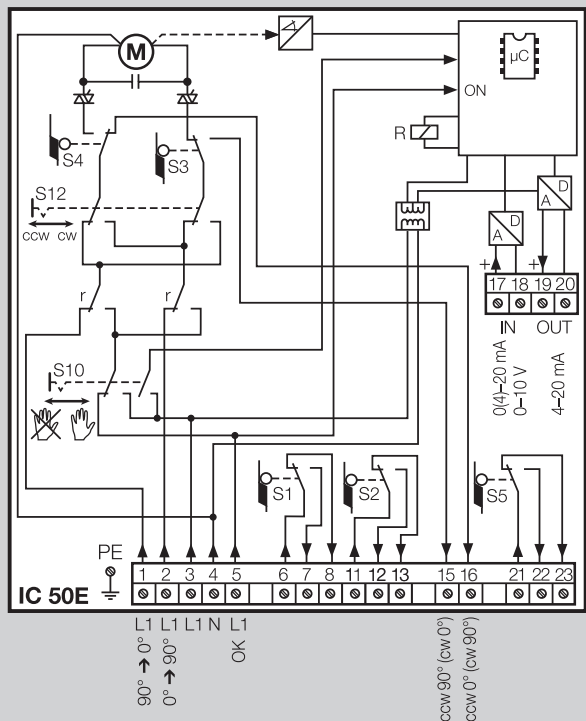 M
µC
ON
R
S4
S3
S12
ccw cw
D
A
D
A
+
+
17 18 19 20
IN OUT
0(4)–20 mA
0–10 V
4–20 mA
r
r
S10
S1
S2
S5
PE
1 2 3 4 5 6 7 8 11 12 13 15 16 21 22 23
IC 50E
90° ➔ 0° L1
0° ➔ 90° L1
L1
N
OK L1
ccw 90° (cw 0°)
ccw 0° (cw 90°)